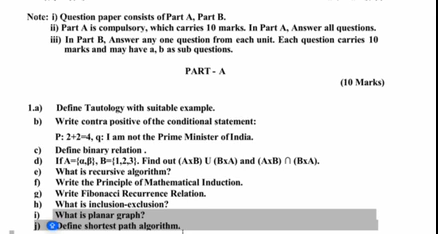 Note: i) Question paper consists of Part A, Part B.
ii) Part A is compulsory, which carries 10 marks. In Part A, Answer all questions.
iii) In Part B, Answer any one question from each unit. Each question carries 10
marks and may have a, b as sub questions.
PART - A
(10 Marks)
1.a) Define Tautology with suitable example.
b) Write contra positive of the conditional statement:
P: 2+2=4, q: I am not the Prime Minister of India.
c) Define binary relation .
d) If A={α,β}, B={1,2,3}. Find out (AxB) U (BxA) and (AxB) ∩ (BxA).
e) What is recursive algorithm?
f) Write the Principle of Mathematical Induction.
g) Write Fibonacci Recurrence Relation.
h) What is inclusion-exclusion?
i) What is planar graph?
j) Define shortest path algorithm.